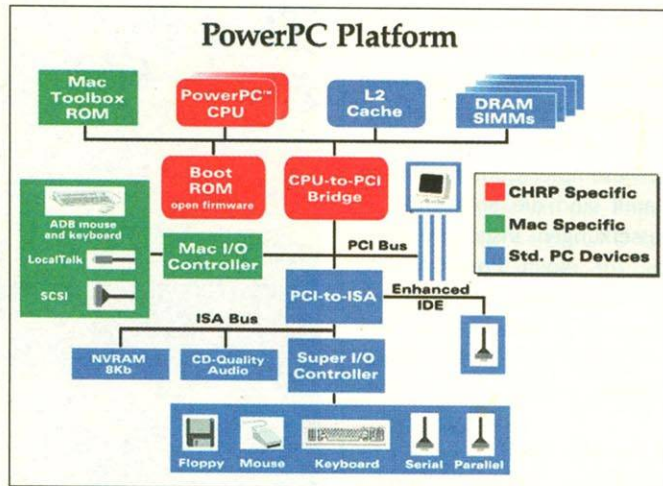 PowerPC Platform
Mac
Toolbox
ROM
PowerPC™
CPU
L2
Cache
DRAM
SIMMs
Boot
ROM
open firmware
CPU-to-PCI
Bridge
CHRP Specific
Mac Specific
Std. PC Devices
ADB mouse
and keyboard
LocalTalk
SCSI
Mac I/O
Controller
PCI Bus
PCI-to-ISA
Enhanced
IDE
ISA Bus
NVRAM
8Kb
CD-Quality
Audio
Super I/O
Controller
Floppy
Mouse
Keyboard
Serial
Parallel